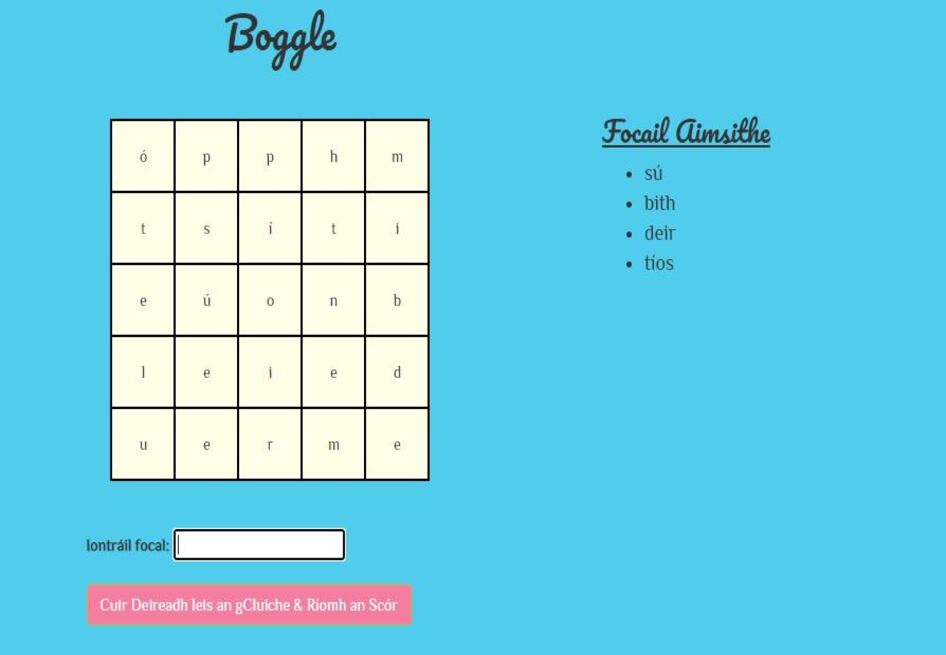 Boggle
ó p p h m
t s í t i
e ú o n b
l e i e d
u e r m e
Focail Aimsithe
sú
bith
deir
tíos
Iontráil focal:
Cuir Deireadh leis an gCluiche & Ríomh an Scór